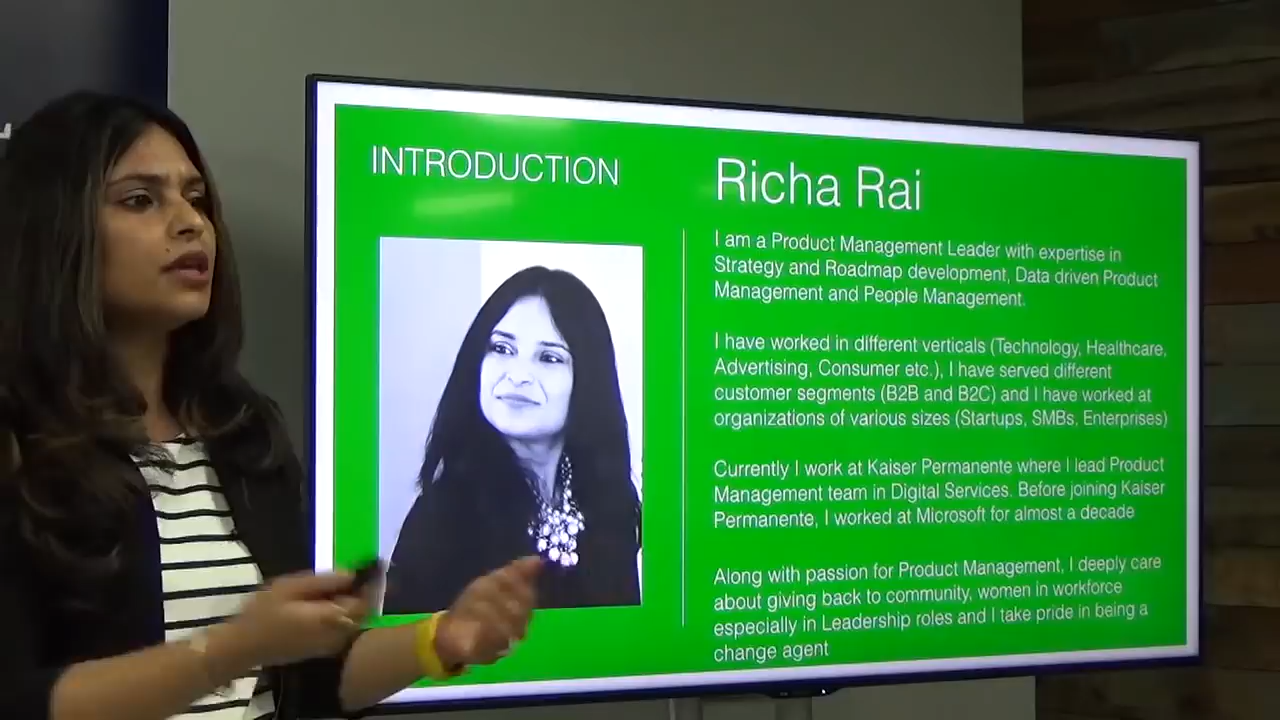 INTRODUCTION
Richa Rai
I am a Product Management Leader with expertise in
Strategy and Roadmap development, Data driven Product
Management and People Management.
I have worked in different verticals (Technology, Healthcare,
Advertising, Consumer etc.), I have served different
customer segments (B2B and B2C) and I have worked at
organizations of various sizes (Startups, SMBs, Enterprises)
Currently I work at Kaiser Permanente where I lead Product
Management team in Digital Services. Before joining Kaiser
Permanente, I worked at Microsoft for almost a decade
Along with passion for Product Management, I deeply care
about giving back to community, women in workforce
especially in Leadership roles and I take pride in being a
change agent